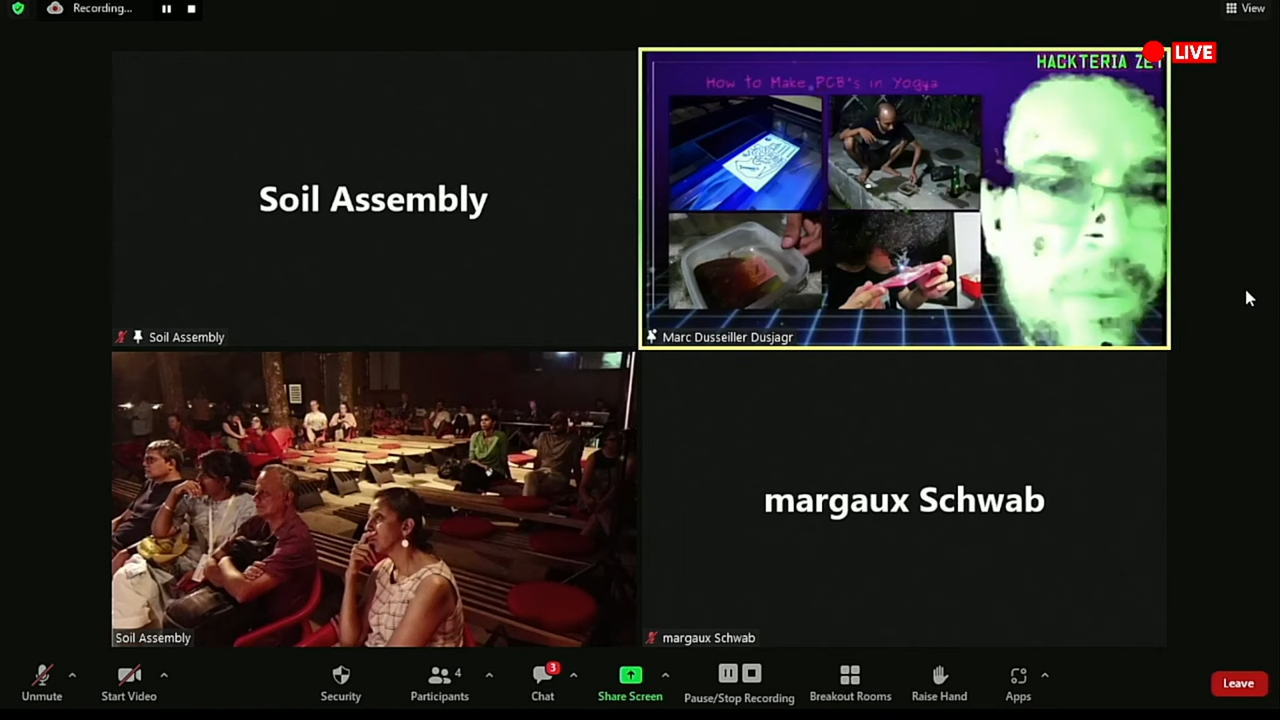 Recording...
View
LIVE
HACKTERIA ZET
How to Make PCB's in Yogya
Soil Assembly
Soil Assembly
Marc Dusseiller Dusjagr
margaux Schwab
Soil Assembly
margaux Schwab
3
4
Unmute
Start Video
Security
Participants
Chat
Share Screen
Pause/Stop Recording
Breakout Rooms
Raise Hand
Apps
Leave